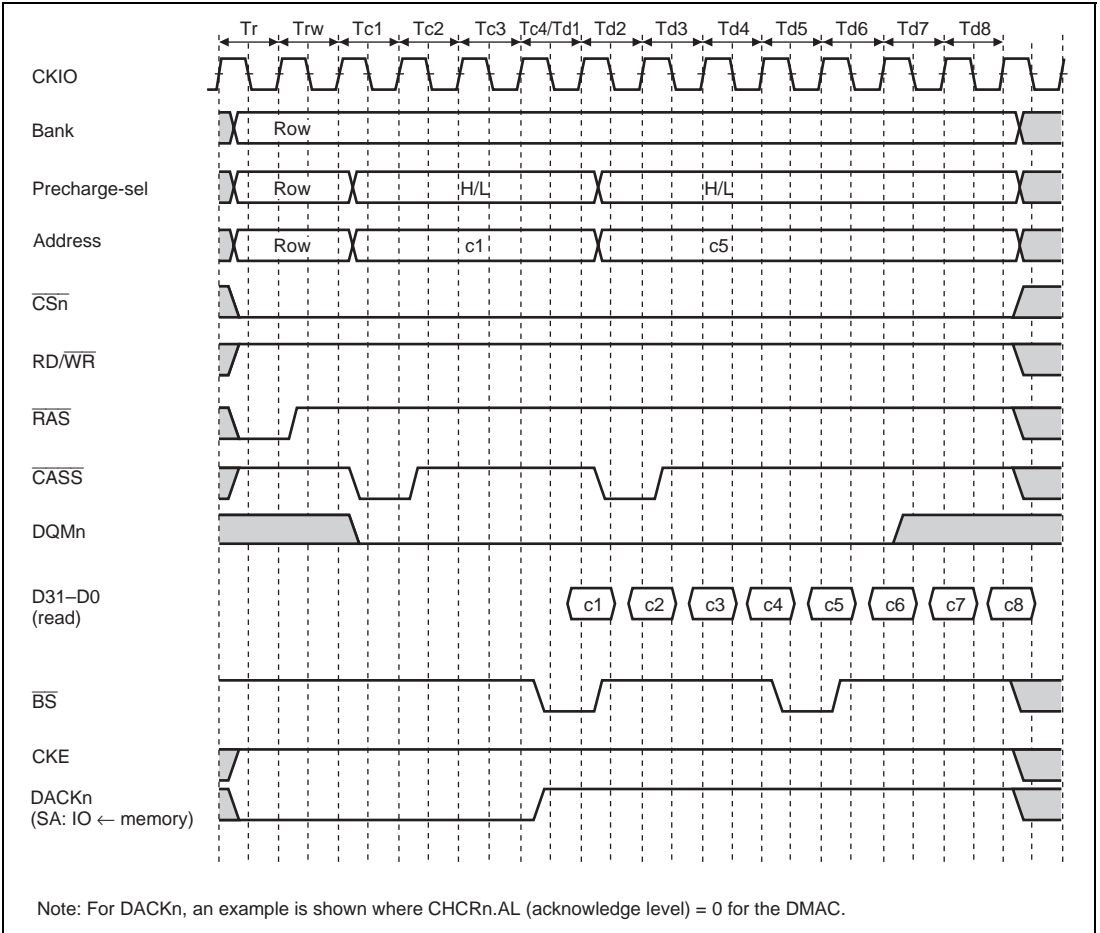 Tr Trw Tc1 Tc2 Tc3 Tc4/Td1 Td2 Td3 Td4 Td5 Td6 Td7 Td8
CKIO
Bank Row
Precharge-sel Row H/L H/L
Address Row c1 c5
CSn
RD/WR
RAS
CASS
DQMn
D31–D0
(read)
c1 c2 c3 c4 c5 c6 c7 c8
BS
CKE
DACKn
(SA: IO ← memory)
Note: For DACKn, an example is shown where CHCRn.AL (acknowledge level) = 0 for the DMAC.